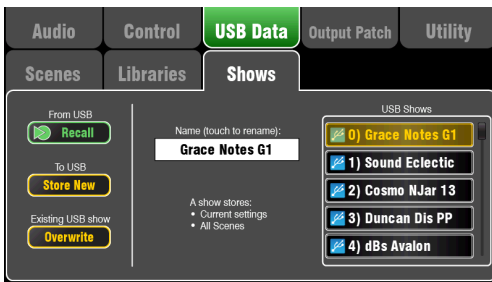 Audio
Control
USB Data
Output Patch
Utility
Scenes
Libraries
Shows
From USB
Recall
To USB
Store New
Existing USB show
Overwrite
Name (touch to rename):
Grace Notes G1
A show stores:
• Current settings
• All Scenes
USB Shows
0) Grace Notes G1
1) Sound Eclectic
2) Cosmo NJar 13
3) Duncan Dis PP
4) dBs Avalon